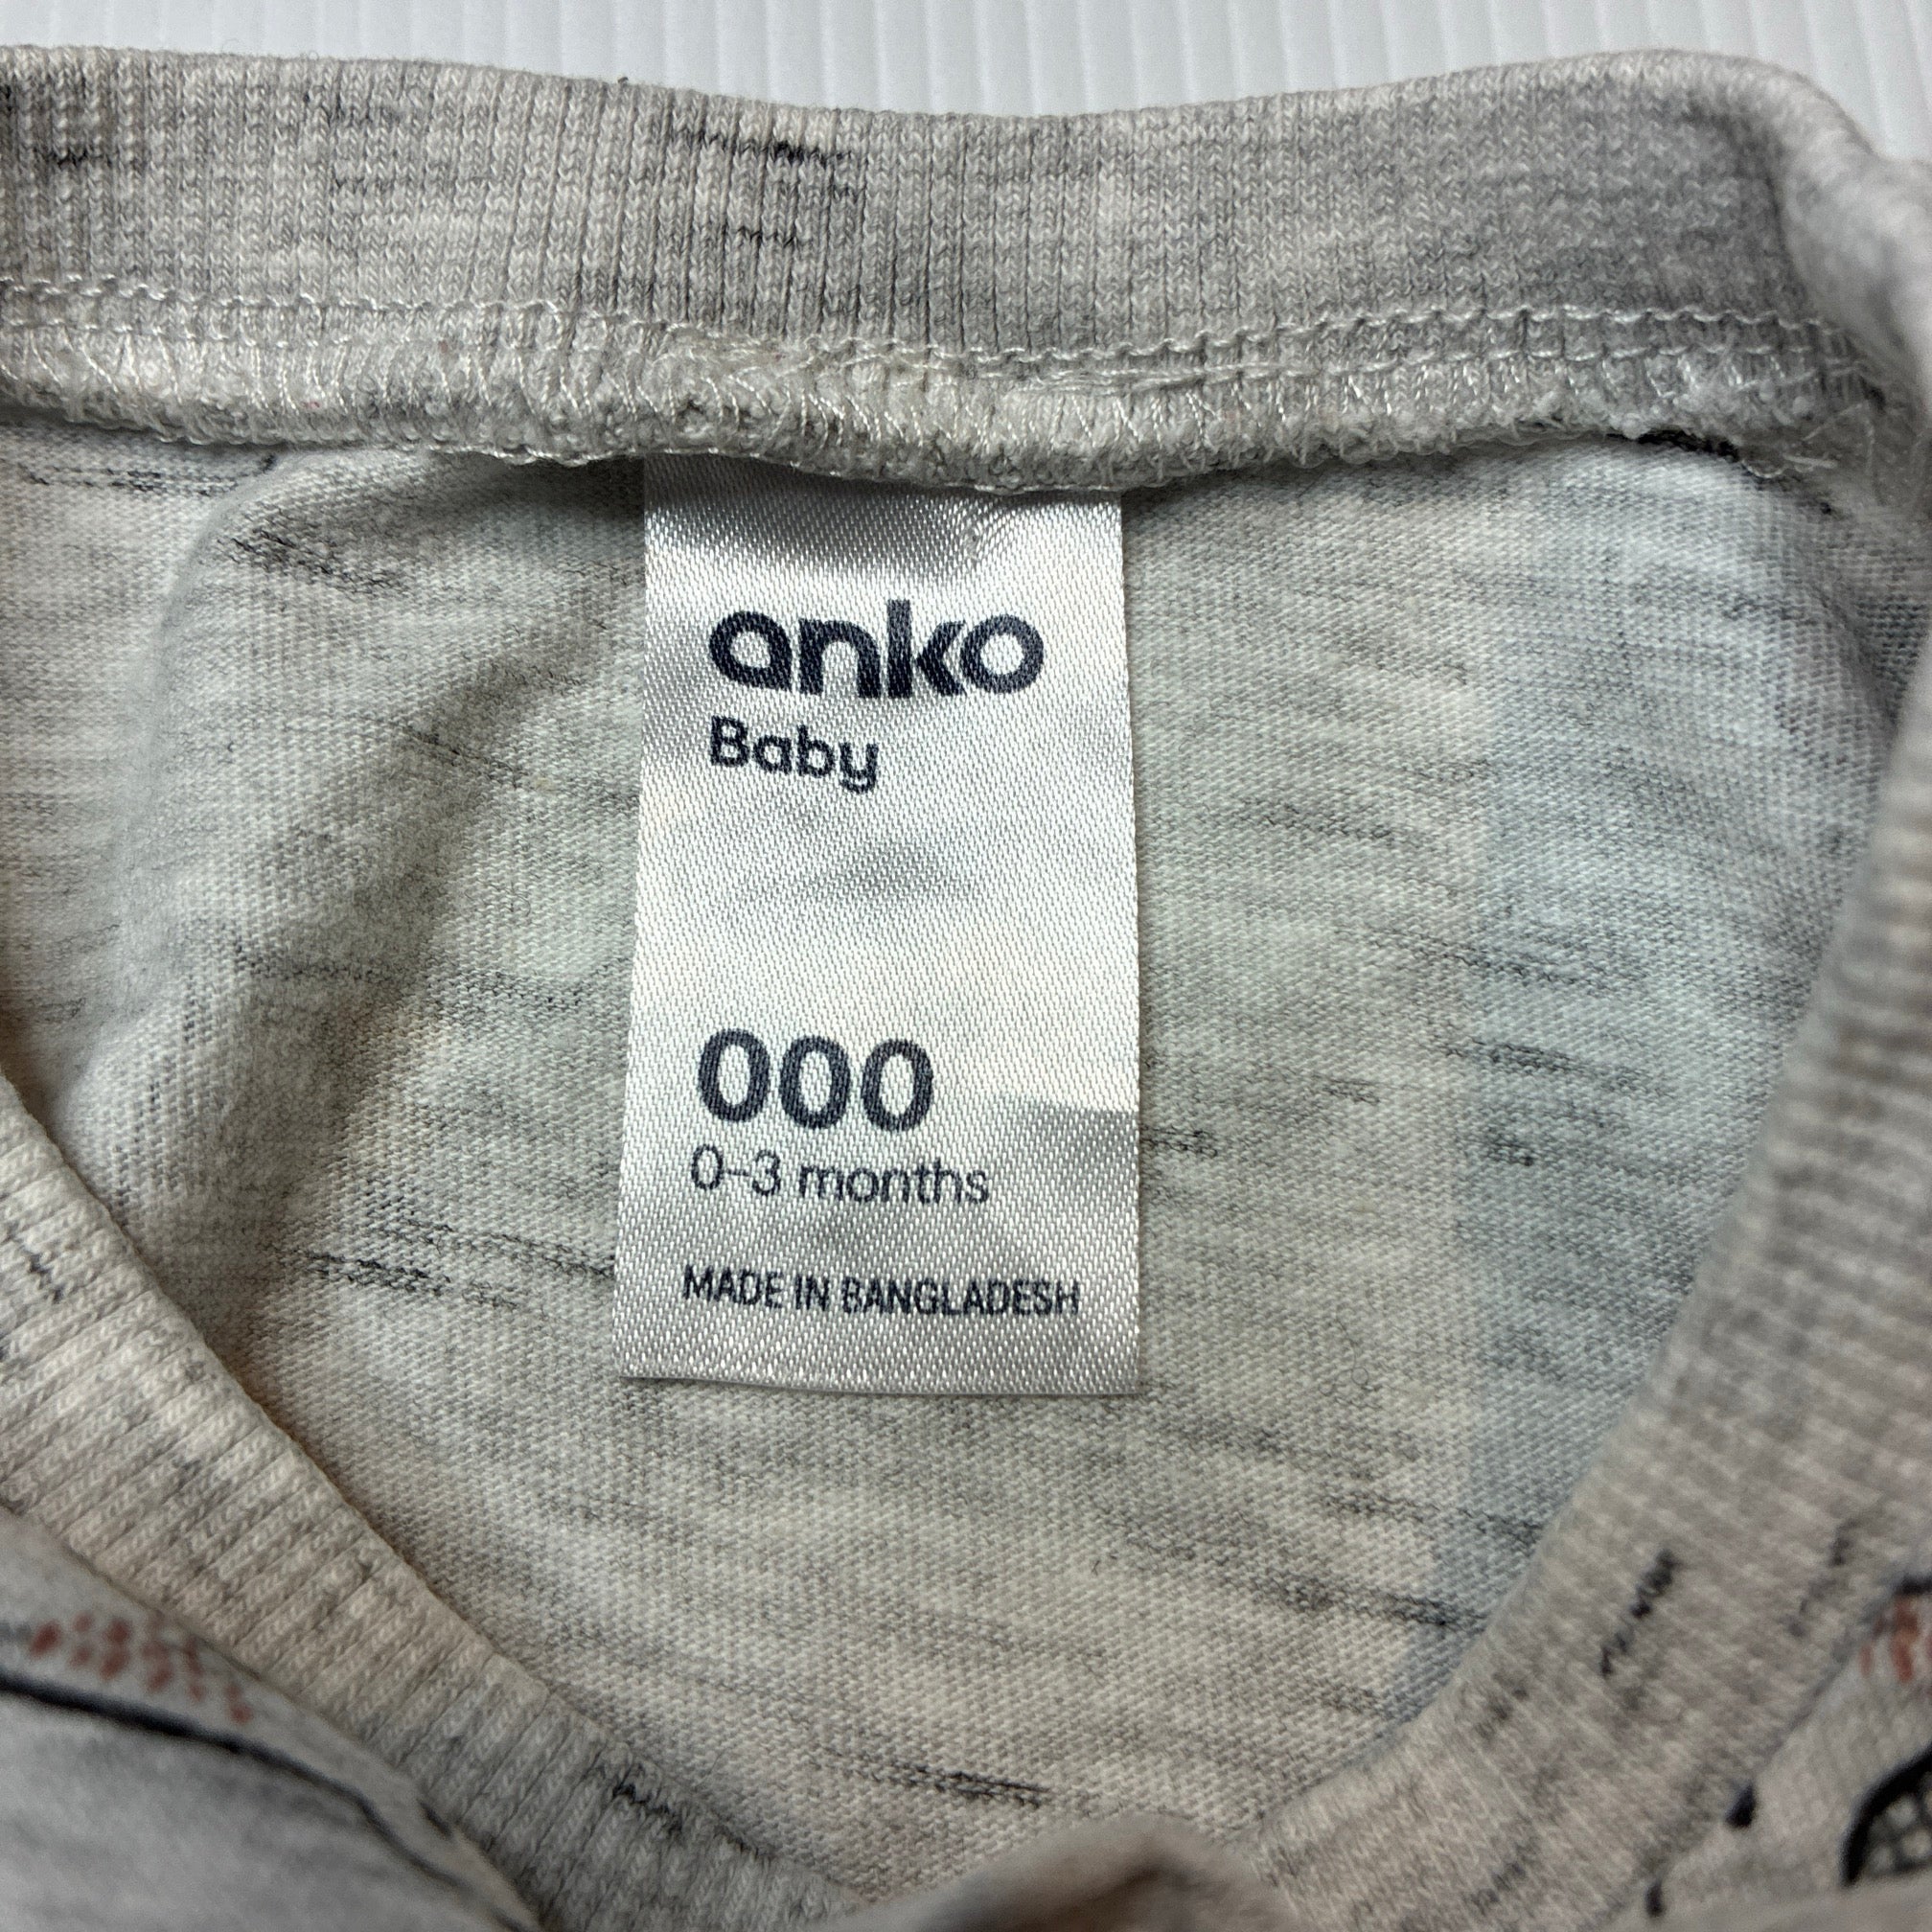 anko
Baby
000
0-3 months
MADE IN BANGLADESH